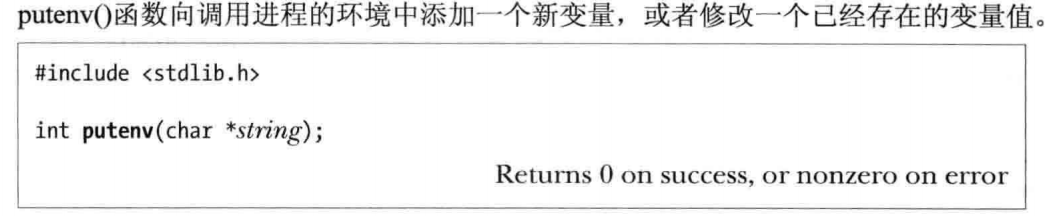 putenv()函数向调用进程的环境中添加一个新变量，或者修改一个已经存在的变量值。
#include <stdlib.h>
int putenv(char *string);
Returns 0 on success, or nonzero on error